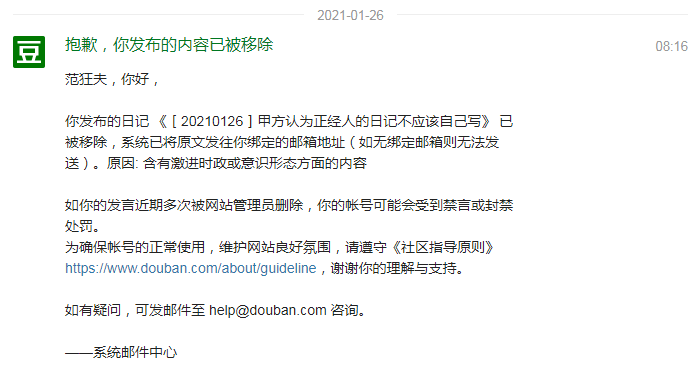 2021-01-26
豆
抱歉，你发布的内容已被移除
08:16
范狂夫，你好，
你发布的日记 《［20210126］甲方认为正经人的日记不应该自己写》 已
被移除，系统已将原文发往你绑定的邮箱地址（如无绑定邮箱则无法发
送）。原因: 含有激进时政或意识形态方面的内容
如你的发言近期多次被网站管理员删除，你的帐号可能会受到禁言或封禁
处罚。
为确保帐号的正常使用，维护网站良好氛围，请遵守《社区指导原则》
https://www.douban.com/about/guideline，谢谢你的理解与支持。
如有疑问，可发邮件至 help@douban.com 咨询。
——系统邮件中心